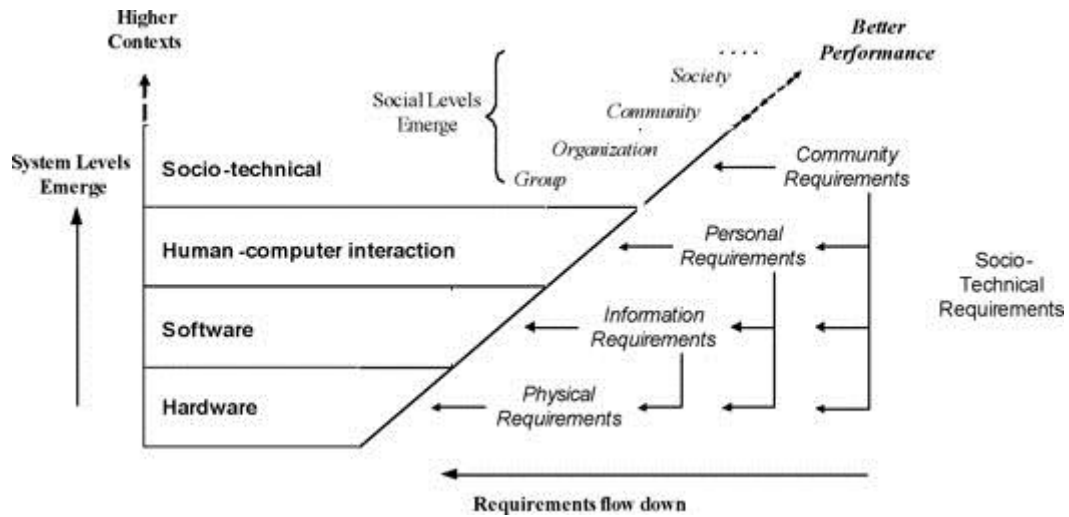 Higher
Contexts
Better
Performance
Society
Social Levels
Emerge
Community
Organization
Group
System Levels
Emerge
Socio-technical
Community
Requirements
Human-computer interaction
Personal
Requirements
Socio-
Technical
Requirements
Software
Information
Requirements
Hardware
Physical
Requirements
Requirements flow down